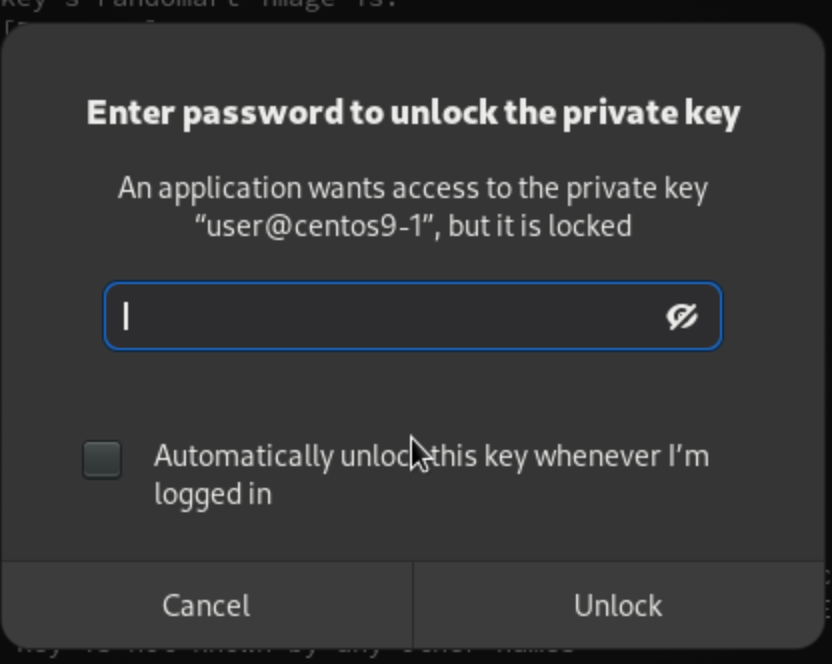 key's randomart image is:
Enter password to unlock the private key
An application wants access to the private key
“user@centos9-1”, but it is locked
Automatically unlock this key whenever I’m
logged in
Cancel
Unlock
key is not known by any other names